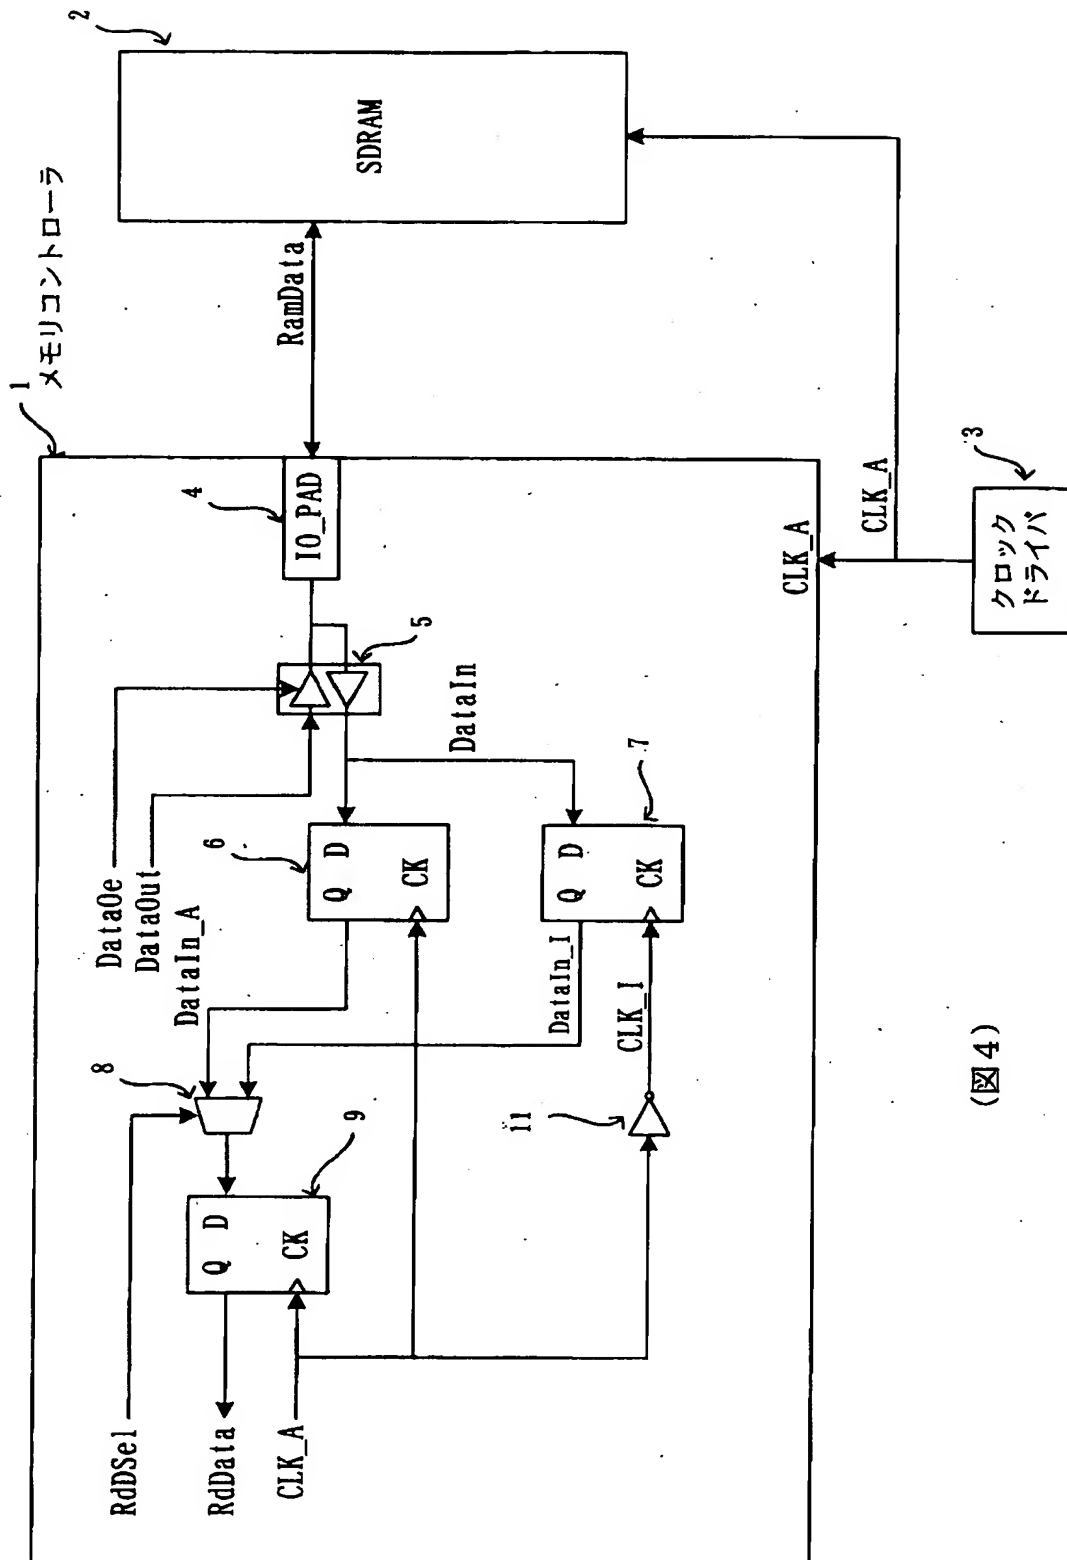 1
メモリコントローラ
2
SDRAM
RamData
4
IO_PAD
5
DataOe
DataOut
DataIn_A
DataIn
6
Q D
CK
7
Q D
CK
DataIn_I
CLK_I
8
9
Q D
CK
11
RdDSel
RdData
CLK_A
CLK_A
CLK_A
3
クロック
ドライバ
(図4)